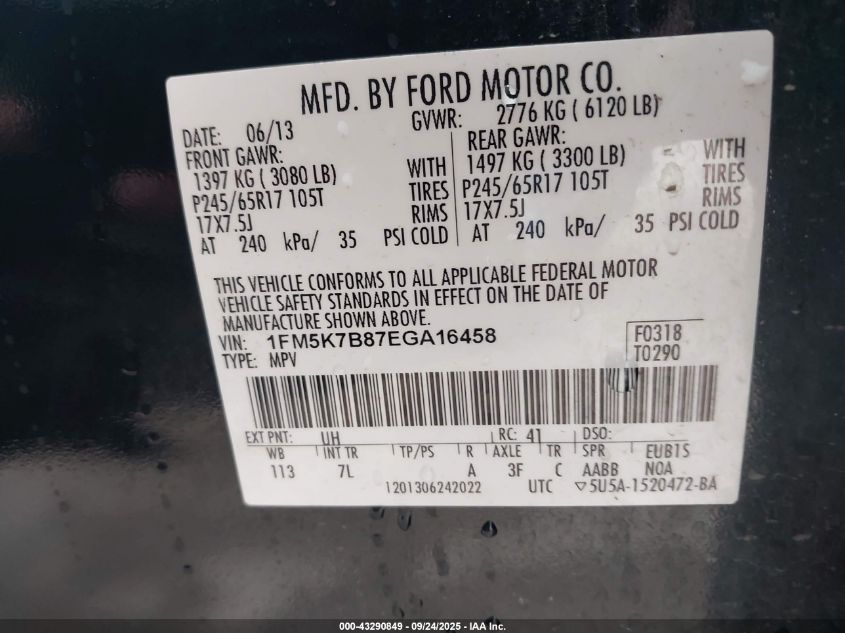 MFD. BY FORD MOTOR CO.
DATE: 06/13 GVWR: 2776 KG ( 6120 LB)
FRONT GAWR: REAR GAWR:
1397 KG ( 3080 LB) WITH 1497 KG ( 3300 LB) WITH
P245/65R17 105T TIRES P245/65R17 105T TIRES
17X7.5J RIMS 17X7.5J RIMS
AT 240 kPa/ 35 PSI COLD AT 240 kPa/ 35 PSI COLD
THIS VEHICLE CONFORMS TO ALL APPLICABLE FEDERAL MOTOR
VEHICLE SAFETY STANDARDS IN EFFECT ON THE DATE OF
MANUFACTURE SHOWN ABOVE.
VIN: 1FM5K7B87EGA16458 F0318
TYPE: MPV T0290
EXT PNT: UH RC: 41 DSO:
WB INT TR TP/PS R AXLE TR SPR EUB1S
113 7L A 3F C AABB N0A
1201306242022 UTC ▽5U5A-1520472-BA
000-43290849 - 09/24/2025 - IAA Inc.